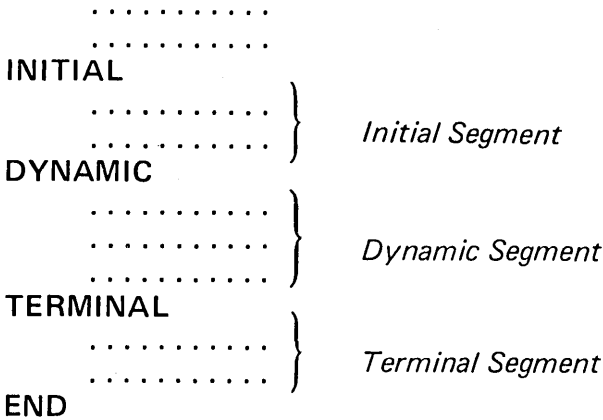 . . . . . . . . . . .
. . . . . . . . . . .
INITIAL
. . . . . . . . . . .
. . . . . . . . . . . Initial Segment
DYNAMIC
. . . . . . . . . . .
. . . . . . . . . . . Dynamic Segment
. . . . . . . . . . .
TERMINAL
. . . . . . . . . . .
. . . . . . . . . . . Terminal Segment
END